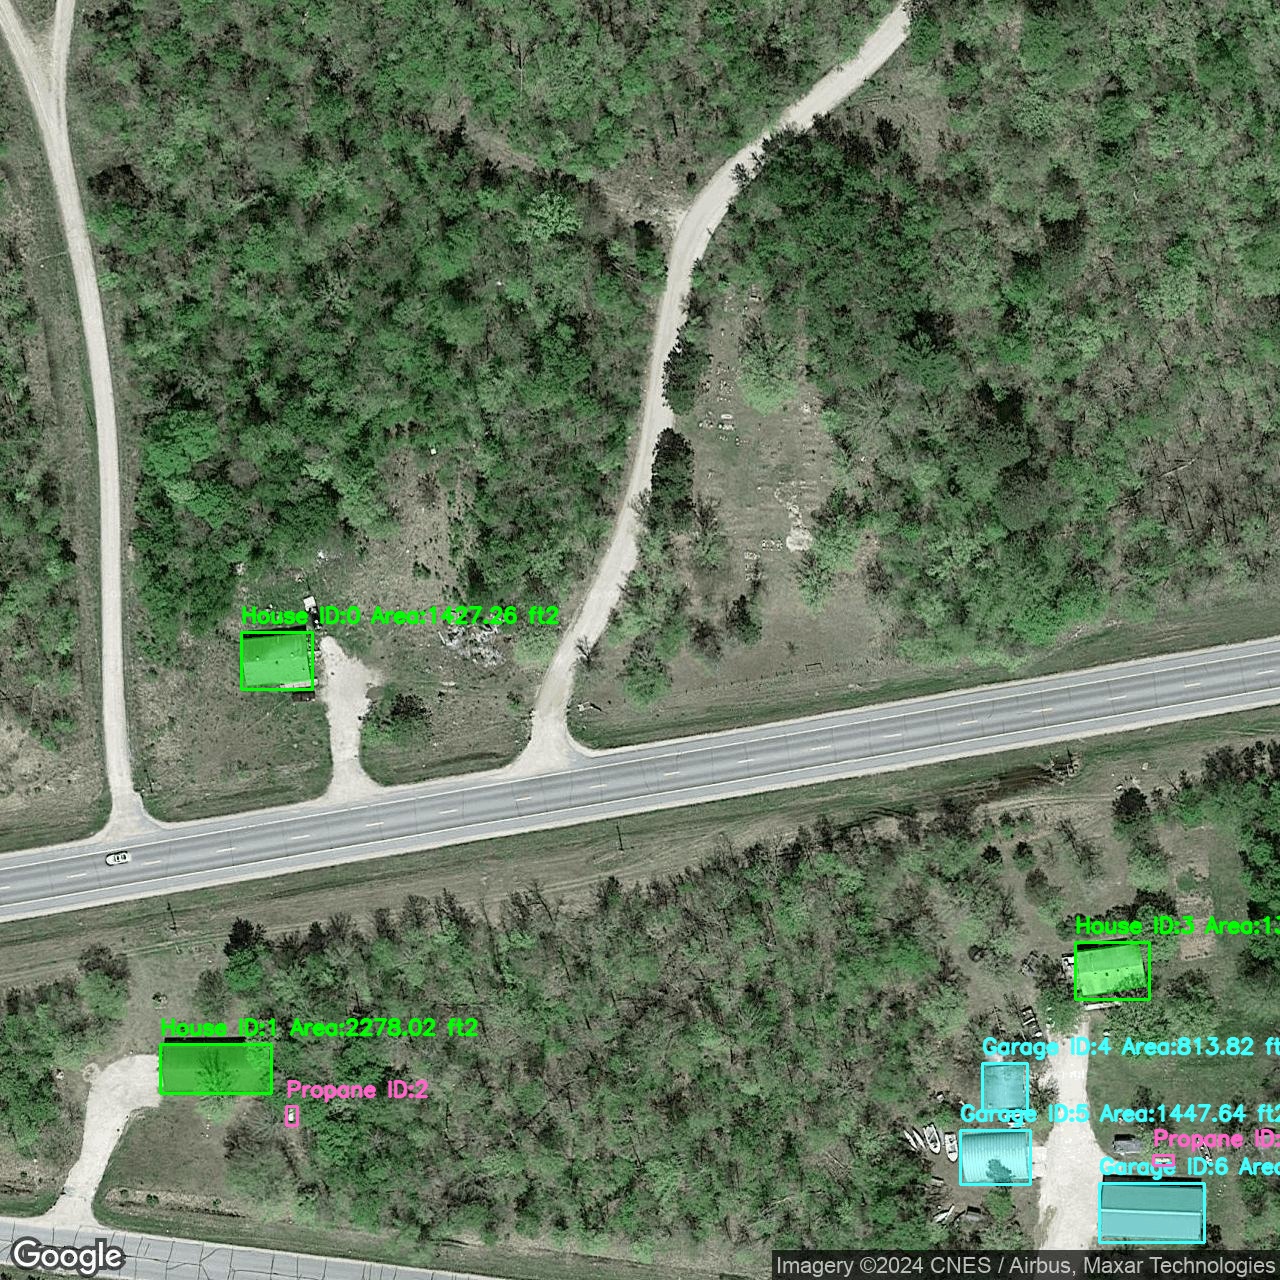 House ID:0 Area:1427.26 ft2
House ID:3 Area:13
House ID:1 Area:2278.02 ft2
Garage ID:4 Area:813.82 ft
Propane ID:2
Garage ID:5 Area:1447.64 ft2
Propane ID:
Garage ID:6 Area
Google
Imagery ©2024 CNES / Airbus, Maxar Technologies